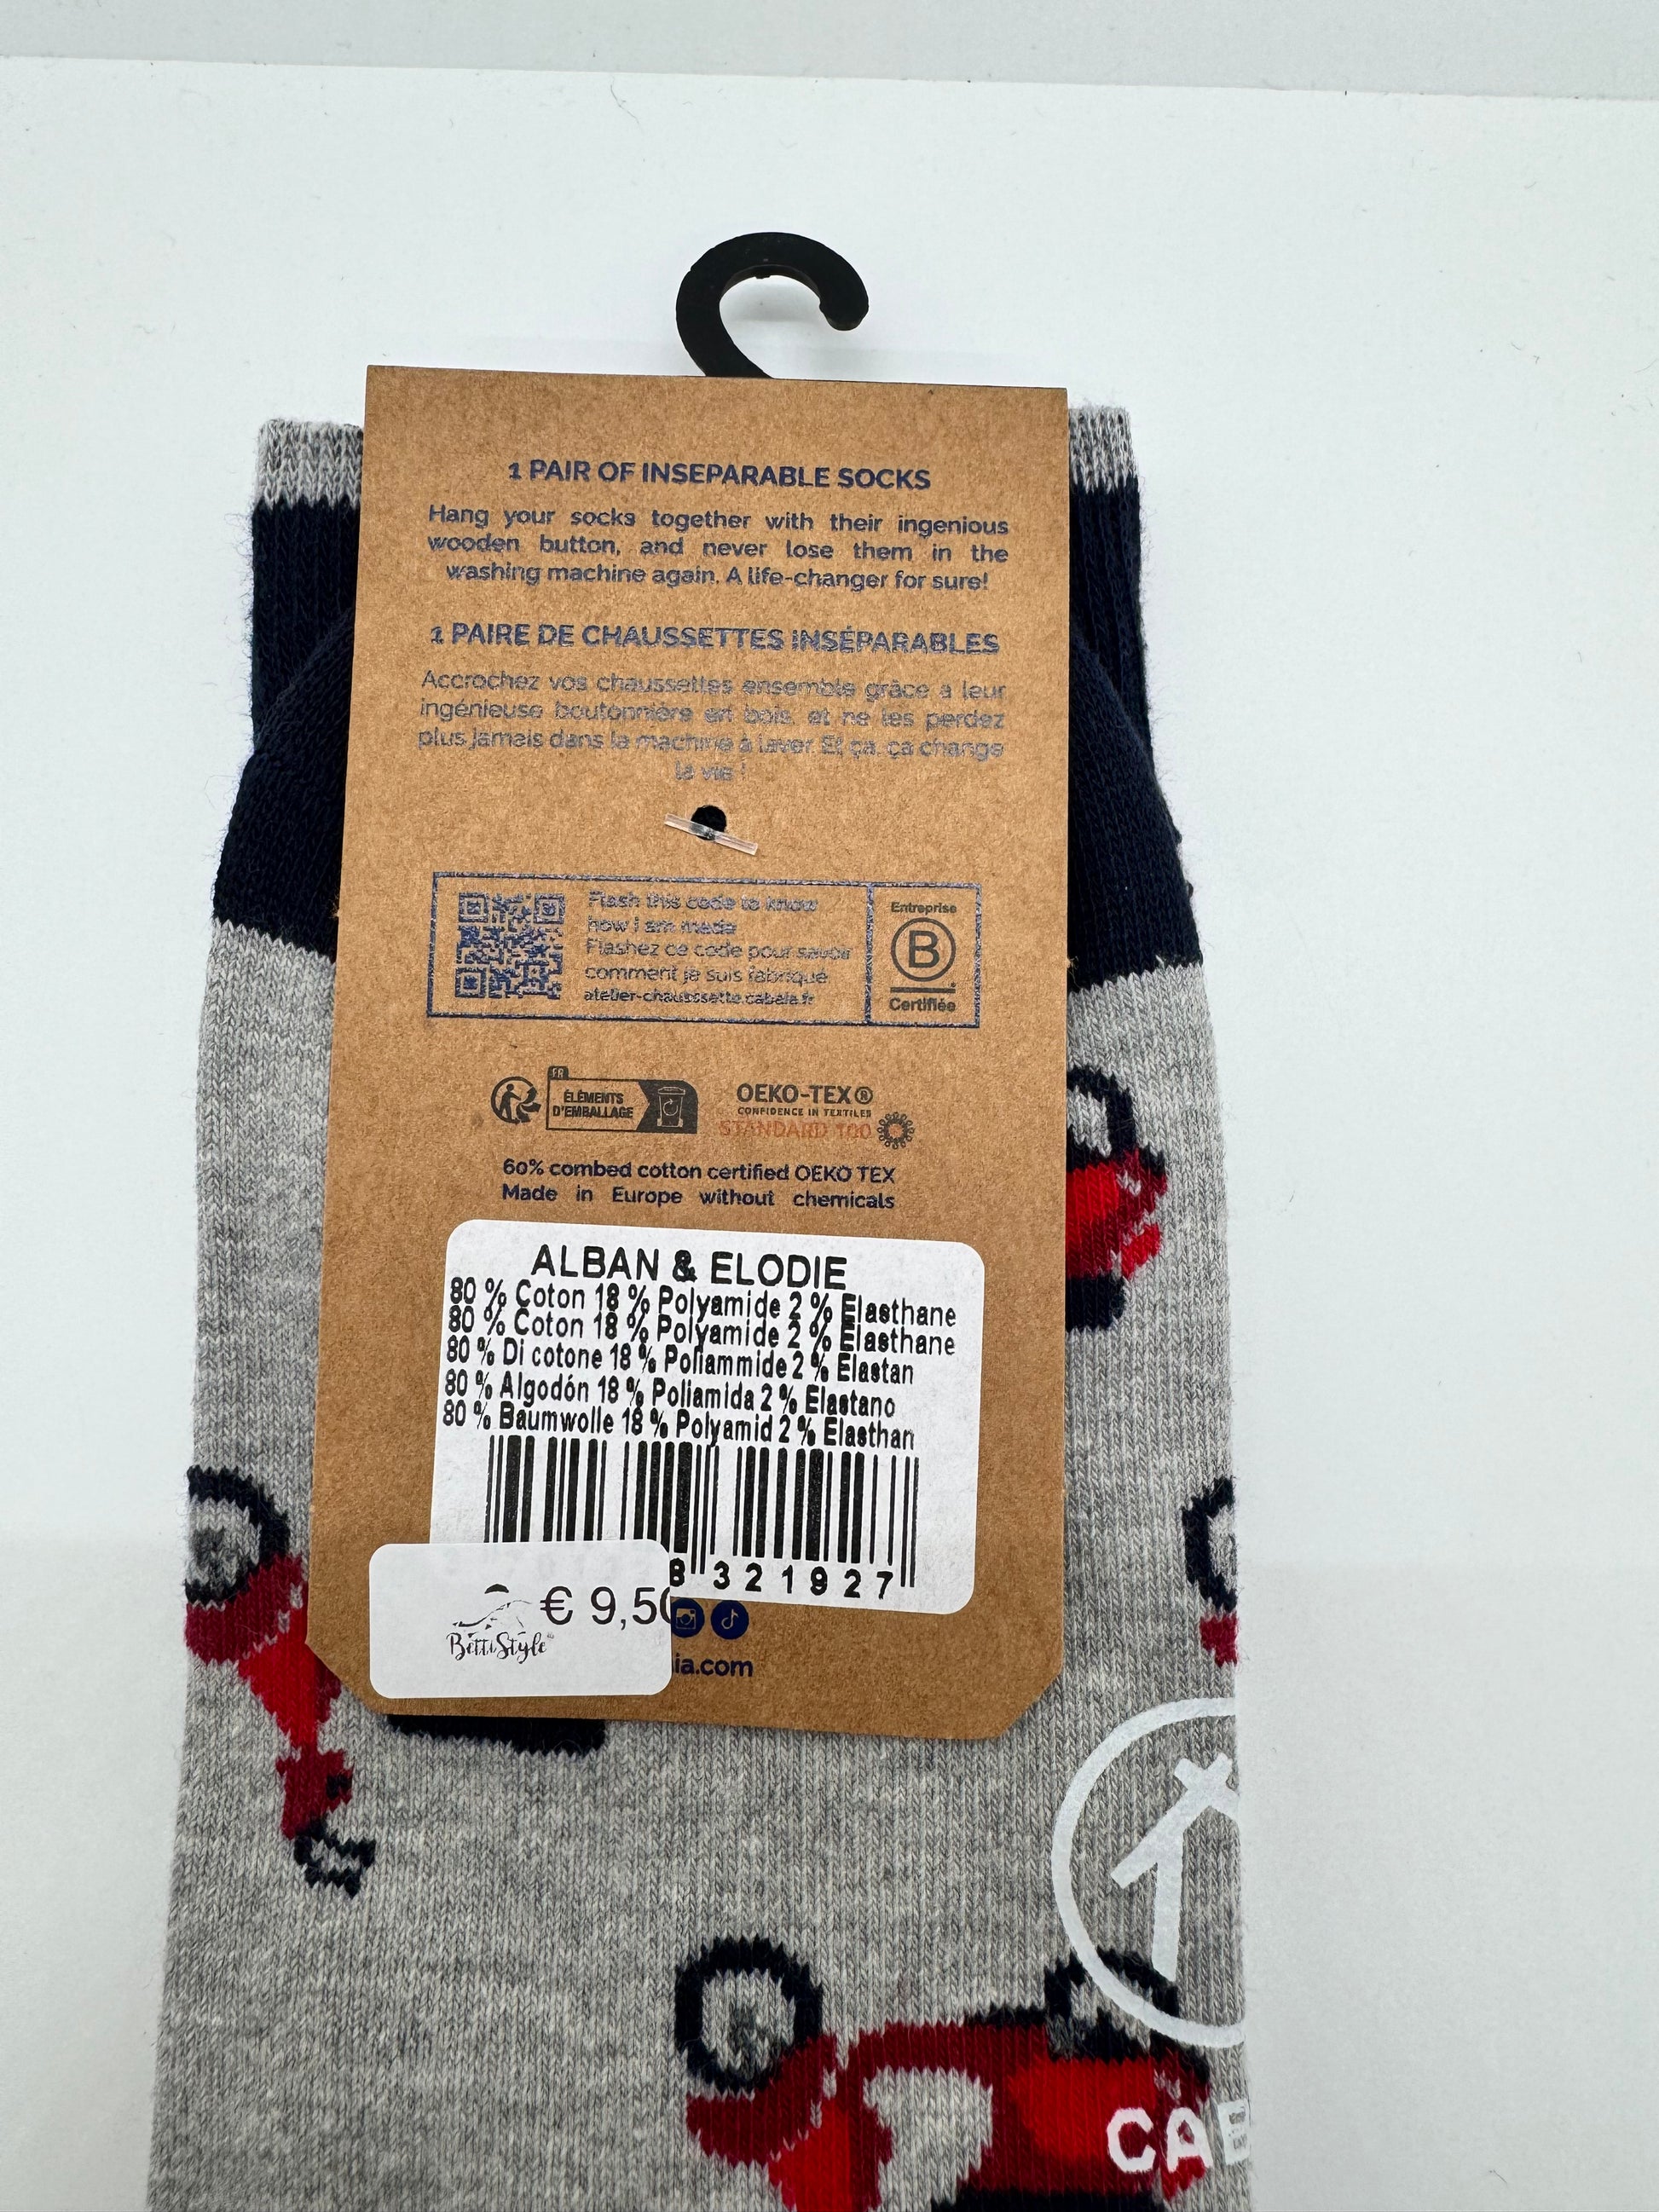 1 PAIR OF INSEPARABLE SOCKS
Hang your socks together with their ingenious
wooden button, and never lose them in the
washing machine again. A life-changer for sure!
1 PAIRE DE CHAUSSETTES INSÉPARABLES
Accrochez vos chaussettes ensemble grâce à leur
ingénieuse boutonnière en bois, et ne les perdez
plus jamais dans la machine à laver. Et ça, ça change
la vie !
Flash this code to know
how I am made
Flashez ce code pour savoir
comment je suis fabriqué
atelier-chausssette.cabaia.fr
Entreprise
B
Certifiée
FR
ÉLÉMENTS
D'EMBALLAGE
OEKO-TEX®
CONFIDENCE IN TEXTILES
STANDARD 100
60% combed cotton certified OEKO TEX
Made in Europe without chemicals
ALBAN & ELODIE
80 % Coton 18 % Polyamide 2 % Elasthane
80 % Coton 18 % Polyamide 2 % Elasthane
80 % Di cotone 18 % Poliammide 2 % Elastan
80 % Algodón 18 % Poliamida 2 % Elastano
80 % Baumwolle 18 % Polyamid 2 % Elasthan
8 321927
€ 9,50
BettiStyle
ia.com
CAB